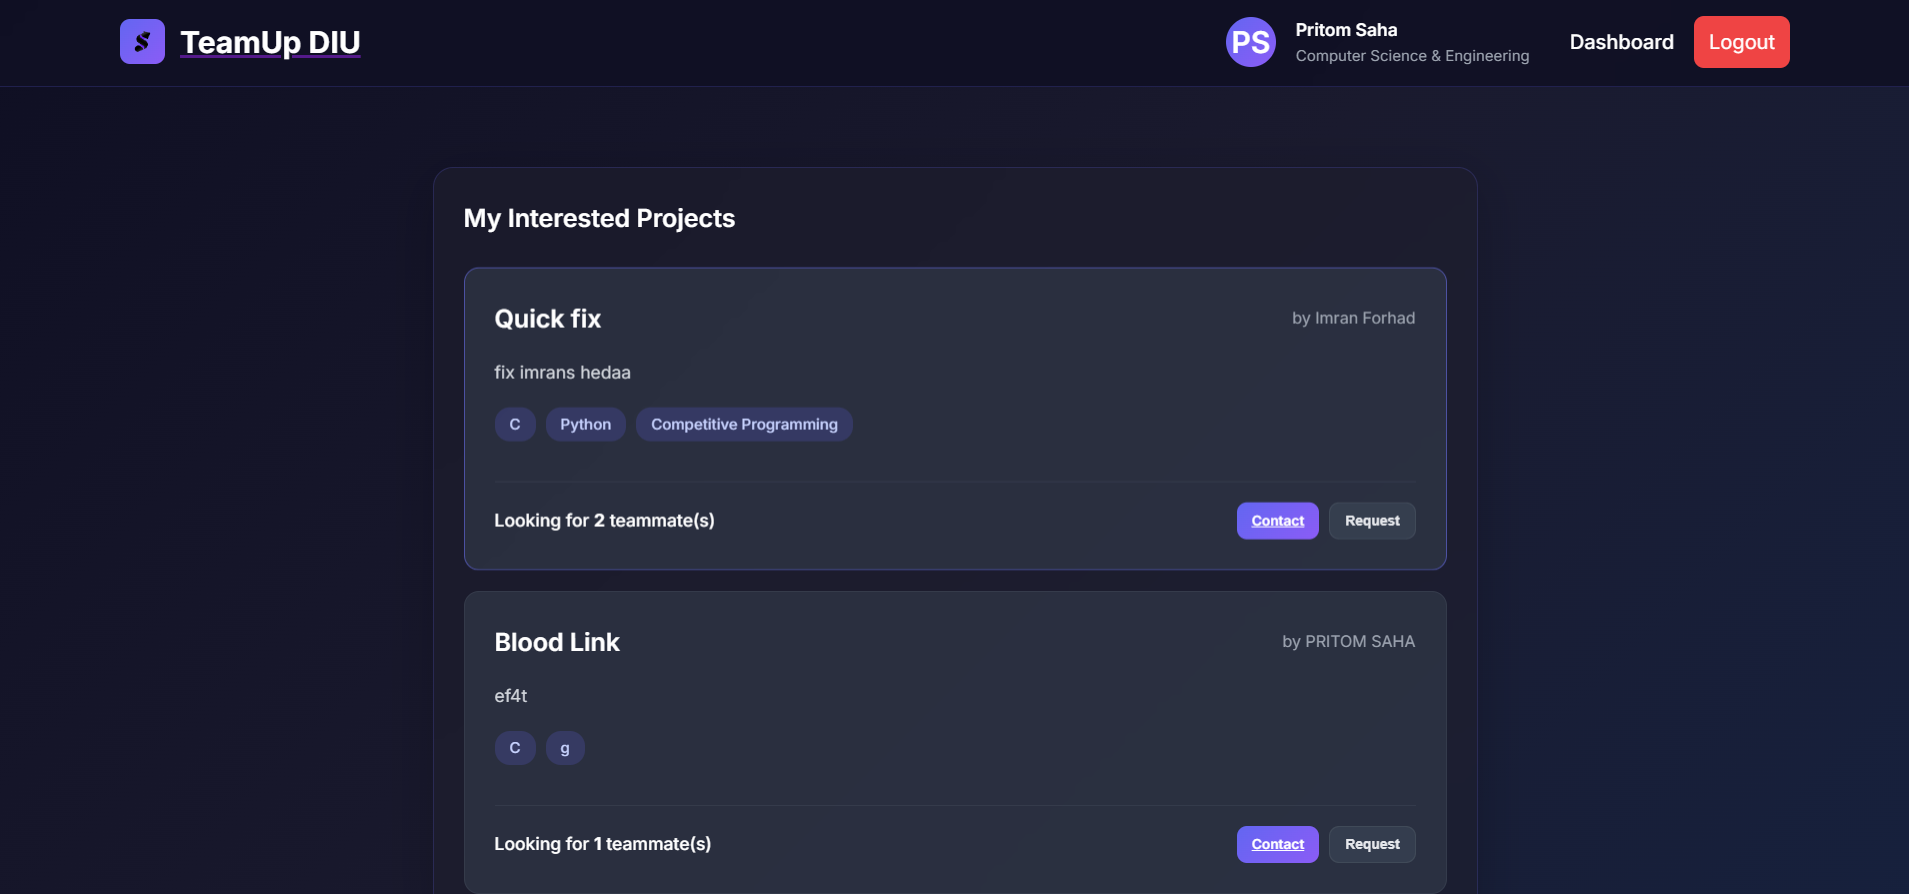 TeamUp DIU
PS
Pritom Saha
Computer Science & Engineering
Dashboard
Logout
My Interested Projects
Quick fix
by Imran Forhad
fix imrans hedaa
C
Python
Competitive Programming
Looking for 2 teammate(s)
Contact
Request
Blood Link
by PRITOM SAHA
ef4t
C
g
Looking for 1 teammate(s)
Contact
Request